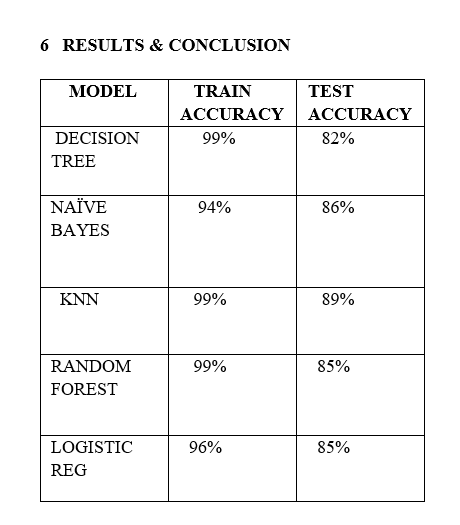 6 RESULTS & CONCLUSION
MODEL TRAIN TEST
ACCURACY ACCURACY
DECISION 99% 82%
TREE
NAÏVE 94% 86%
BAYES
KNN 99% 89%
RANDOM 99% 85%
FOREST
LOGISTIC 96% 85%
REG